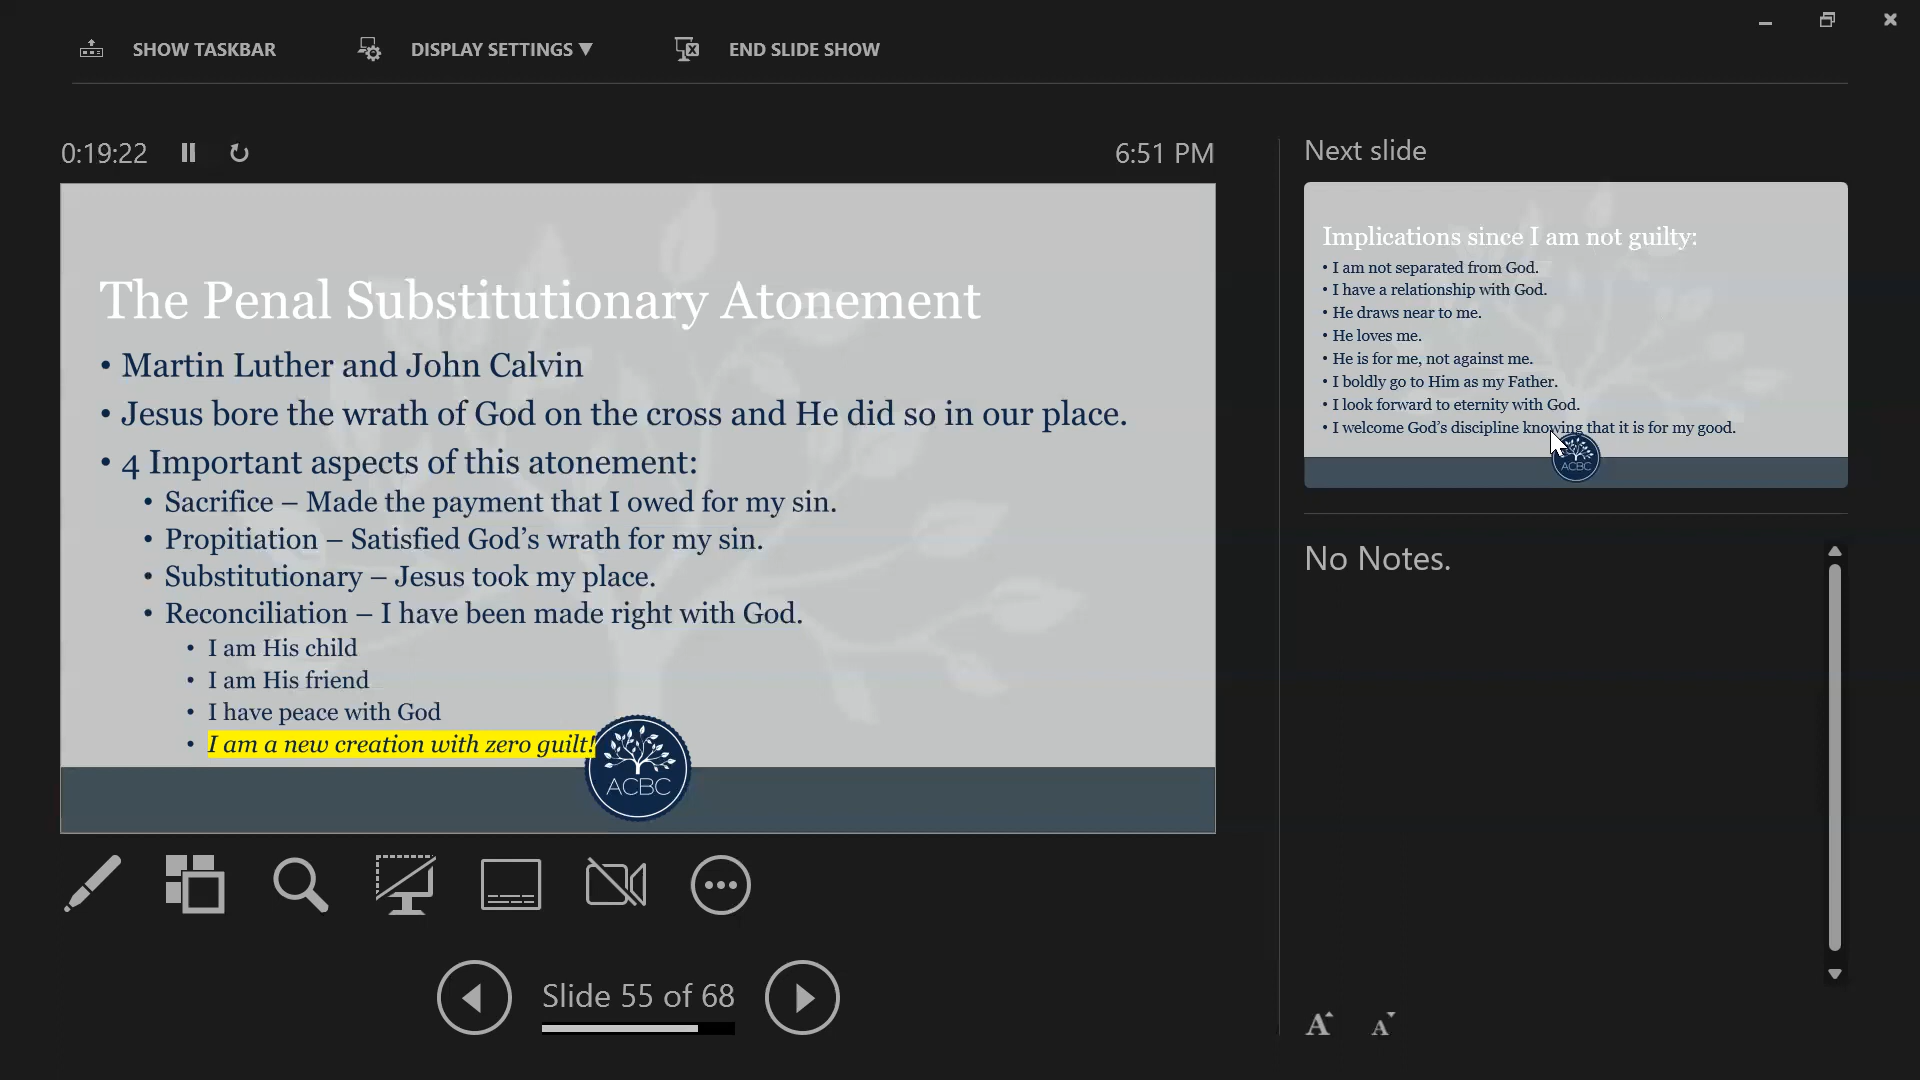 SHOW TASKBAR
DISPLAY SETTINGS ▼
END SLIDE SHOW
0:19:22
6:51 PM
The Penal Substitutionary Atonement
• Martin Luther and John Calvin
• Jesus bore the wrath of God on the cross and He did so in our place.
• 4 Important aspects of this atonement:
• Sacrifice – Made the payment that I owed for my sin.
• Propitiation – Satisfied God’s wrath for my sin.
• Substitutionary – Jesus took my place.
• Reconciliation – I have been made right with God.
• I am His child
• I am His friend
• I have peace with God
• I am a new creation with zero guilt!
ACBC
Slide 55 of 68
Next slide
Implications since I am not guilty:
• I am not separated from God.
• I have a relationship with God.
• He draws near to me.
• He loves me.
• He is for me, not against me.
• I boldly go to Him as my Father.
• I look forward to eternity with God.
• I welcome God’s discipline knowing that it is for my good.
ACBC
No Notes.
A A